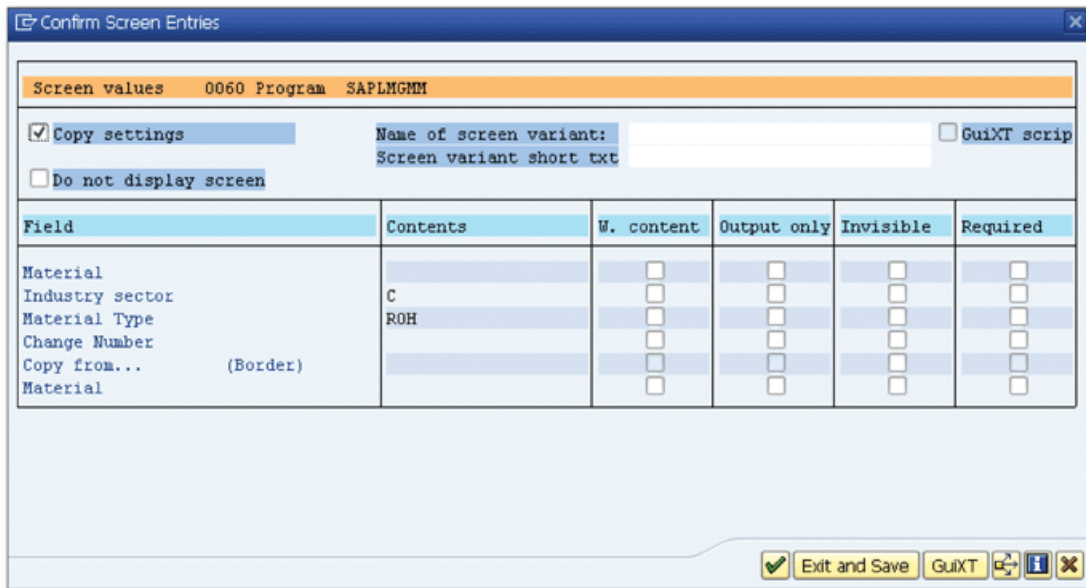 Confirm Screen Entries
Screen values 0060 Program SAPLMGMM
Copy settings Name of screen variant: GuiXT scrip
Screen variant short txt
Do not display screen
Field Contents W. content Output only Invisible Required
Material
Industry sector C
Material Type ROH
Change Number
Copy from... (Border)
Material
Exit and Save GuiXT